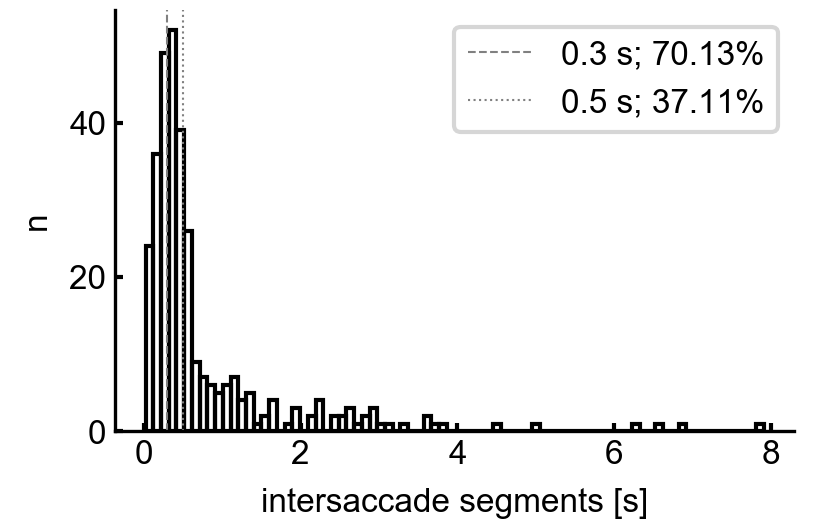 0.3 s; 70.13%
0.5 s; 37.11%
40
20
0
n
0 2 4 6 8
intersaccade segments [s]